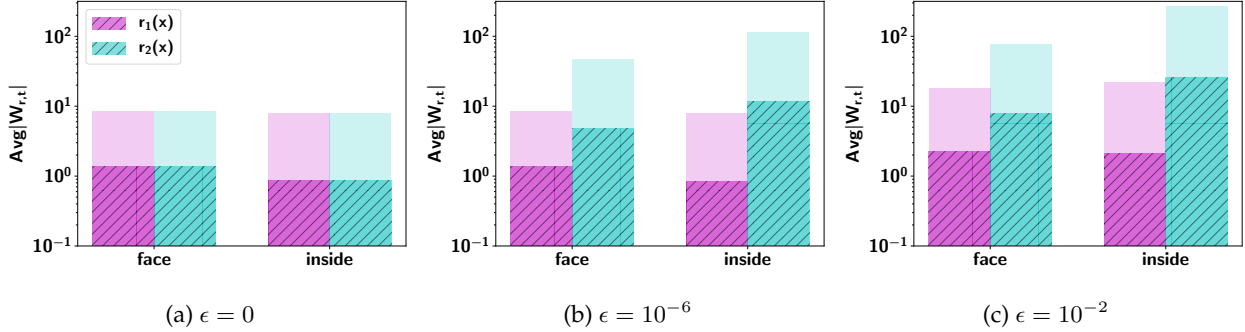 10²
10¹
10⁰
10⁻¹
Avg|W_{r,t}|
r₁(x)
r₂(x)
face inside
(a) ϵ = 0
10²
10¹
10⁰
10⁻¹
Avg|W_{r,t}|
face inside
(b) ϵ = 10⁻⁶
10²
10¹
10⁰
10⁻¹
Avg|W_{r,t}|
face inside
(c) ϵ = 10⁻²